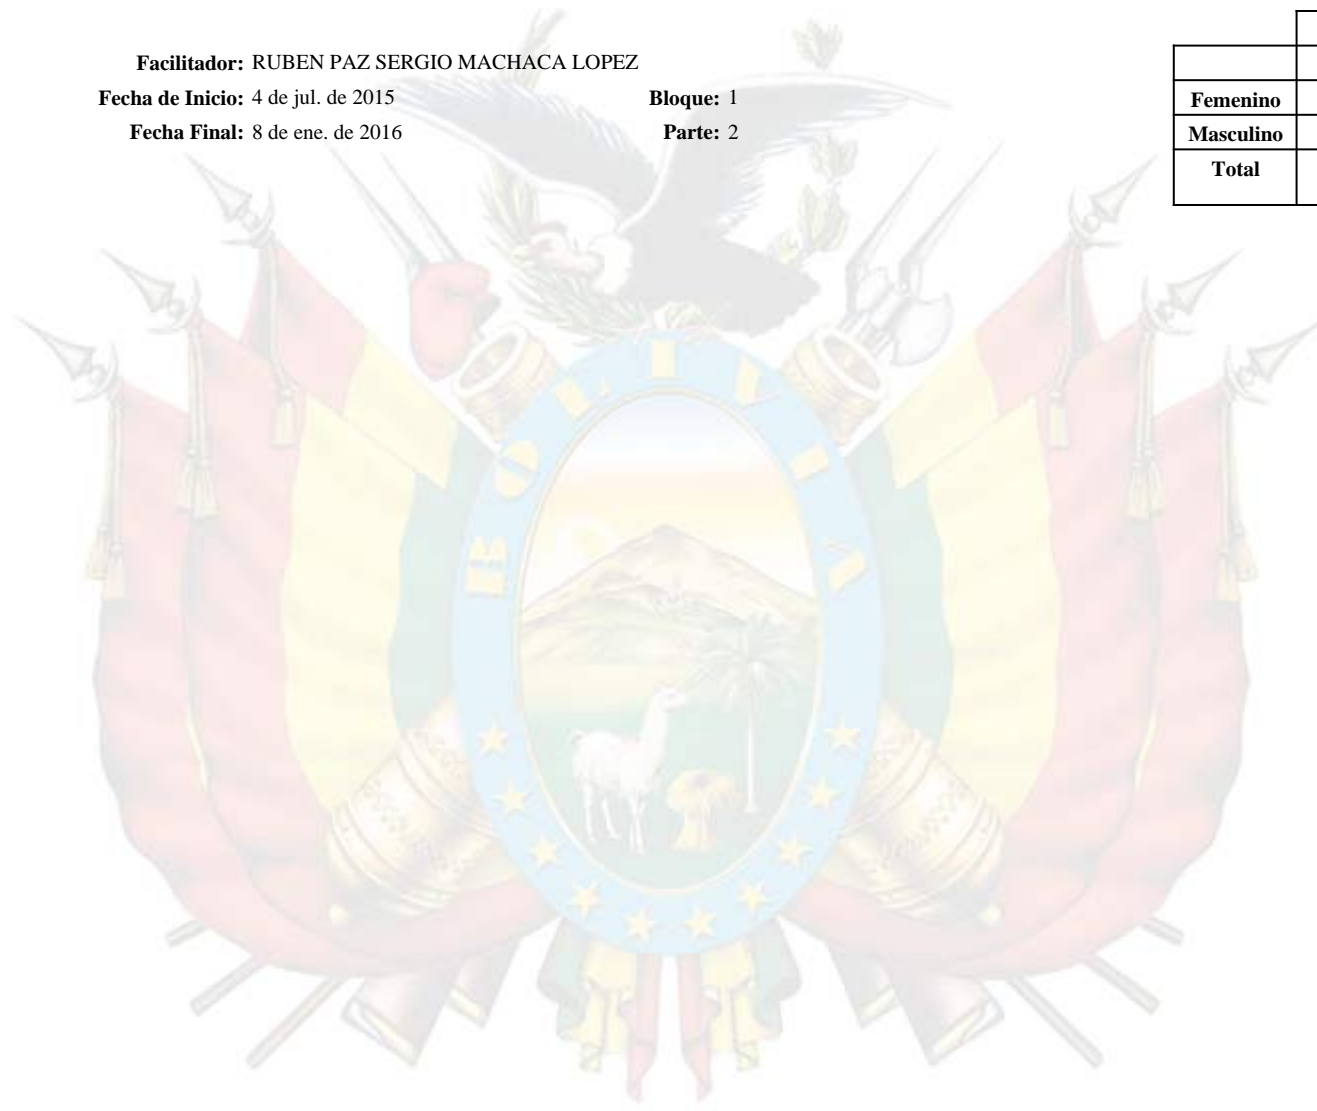 Facilitador: RUBEN PAZ SERGIO MACHACA LOPEZ
Fecha de Inicio: 4 de jul. de 2015 Bloque: 1
Fecha Final: 8 de ene. de 2016 Parte: 2
Femenino
Masculino
Total
BOLIVIA